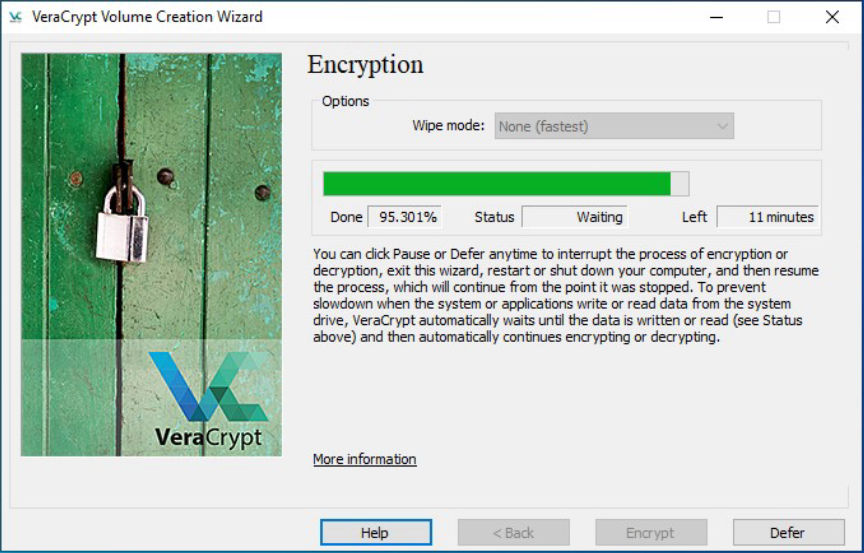 VeraCrypt Volume Creation Wizard
Encryption
Options
Wipe mode: None (fastest)
Done 95.301% Status Waiting Left 11 minutes
You can click Pause or Defer anytime to interrupt the process of encryption or
decryption, exit this wizard, restart or shut down your computer, and then resume
the process, which will continue from the point it was stopped. To prevent
slowdown when the system or applications write or read data from the system
drive, VeraCrypt automatically waits until the data is written or read (see Status
above) and then automatically continues encrypting or decrypting.
VeraCrypt
More information
Help < Back Encrypt Defer